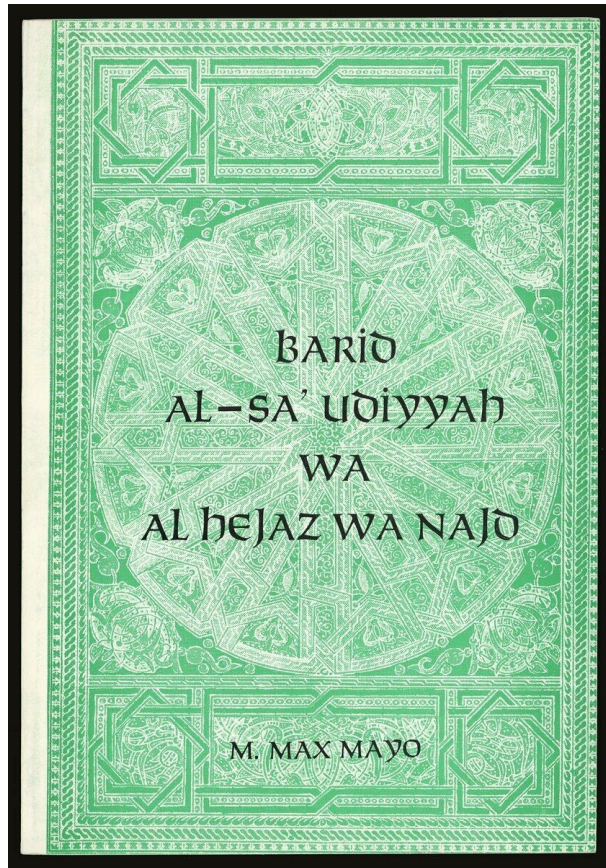 BARID
AL-SA' UDIYYAH
WA
AL HEJAZ WA NAJD
M. MAX MAYO